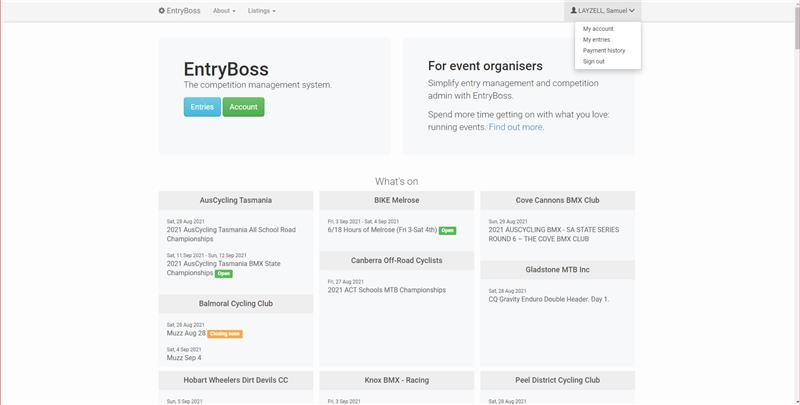 EntryBoss About Listings LAYZELL, Samuel
My account
My entries
Payment history
Sign out
EntryBoss
The competition management system.
Entries Account
For event organisers
Simplify entry management and competition
admin with EntryBoss.
Spend more time getting on with what you love:
running events. Find out more.
What's on
AusCycling Tasmania
Sat, 28 Aug 2021
2021 AusCycling Tasmania All School Road
Championships
Sat, 11 Sep 2021 - Sun, 12 Sep 2021
2021 AusCycling Tasmania BMX State
Championships Open
Balmoral Cycling Club
Sat, 28 Aug 2021
Muzz Aug 28 Closing soon
Sat, 4 Sep 2021
Muzz Sep 4
BIKE Melrose
Fri, 3 Sep 2021 - Sat, 4 Sep 2021
6/18 Hours of Melrose (Fri 3-Sat 4th) Open
Canberra Off-Road Cyclists
Fri, 27 Aug 2021
2021 ACT Schools MTB Championships
Cove Cannons BMX Club
Sun, 29 Aug 2021
2021 AUSCYCLING BMX - SA STATE SERIES
ROUND 6 – THE COVE BMX CLUB
Gladstone MTB Inc
Sat, 28 Aug 2021
CQ Gravity Enduro Double Header. Day 1.
Hobart Wheelers Dirt Devils CC
Sun, 5 Sep 2021
Knox BMX - Racing
Fri, 3 Sep 2021
Peel District Cycling Club
Sat, 28 Aug 2021